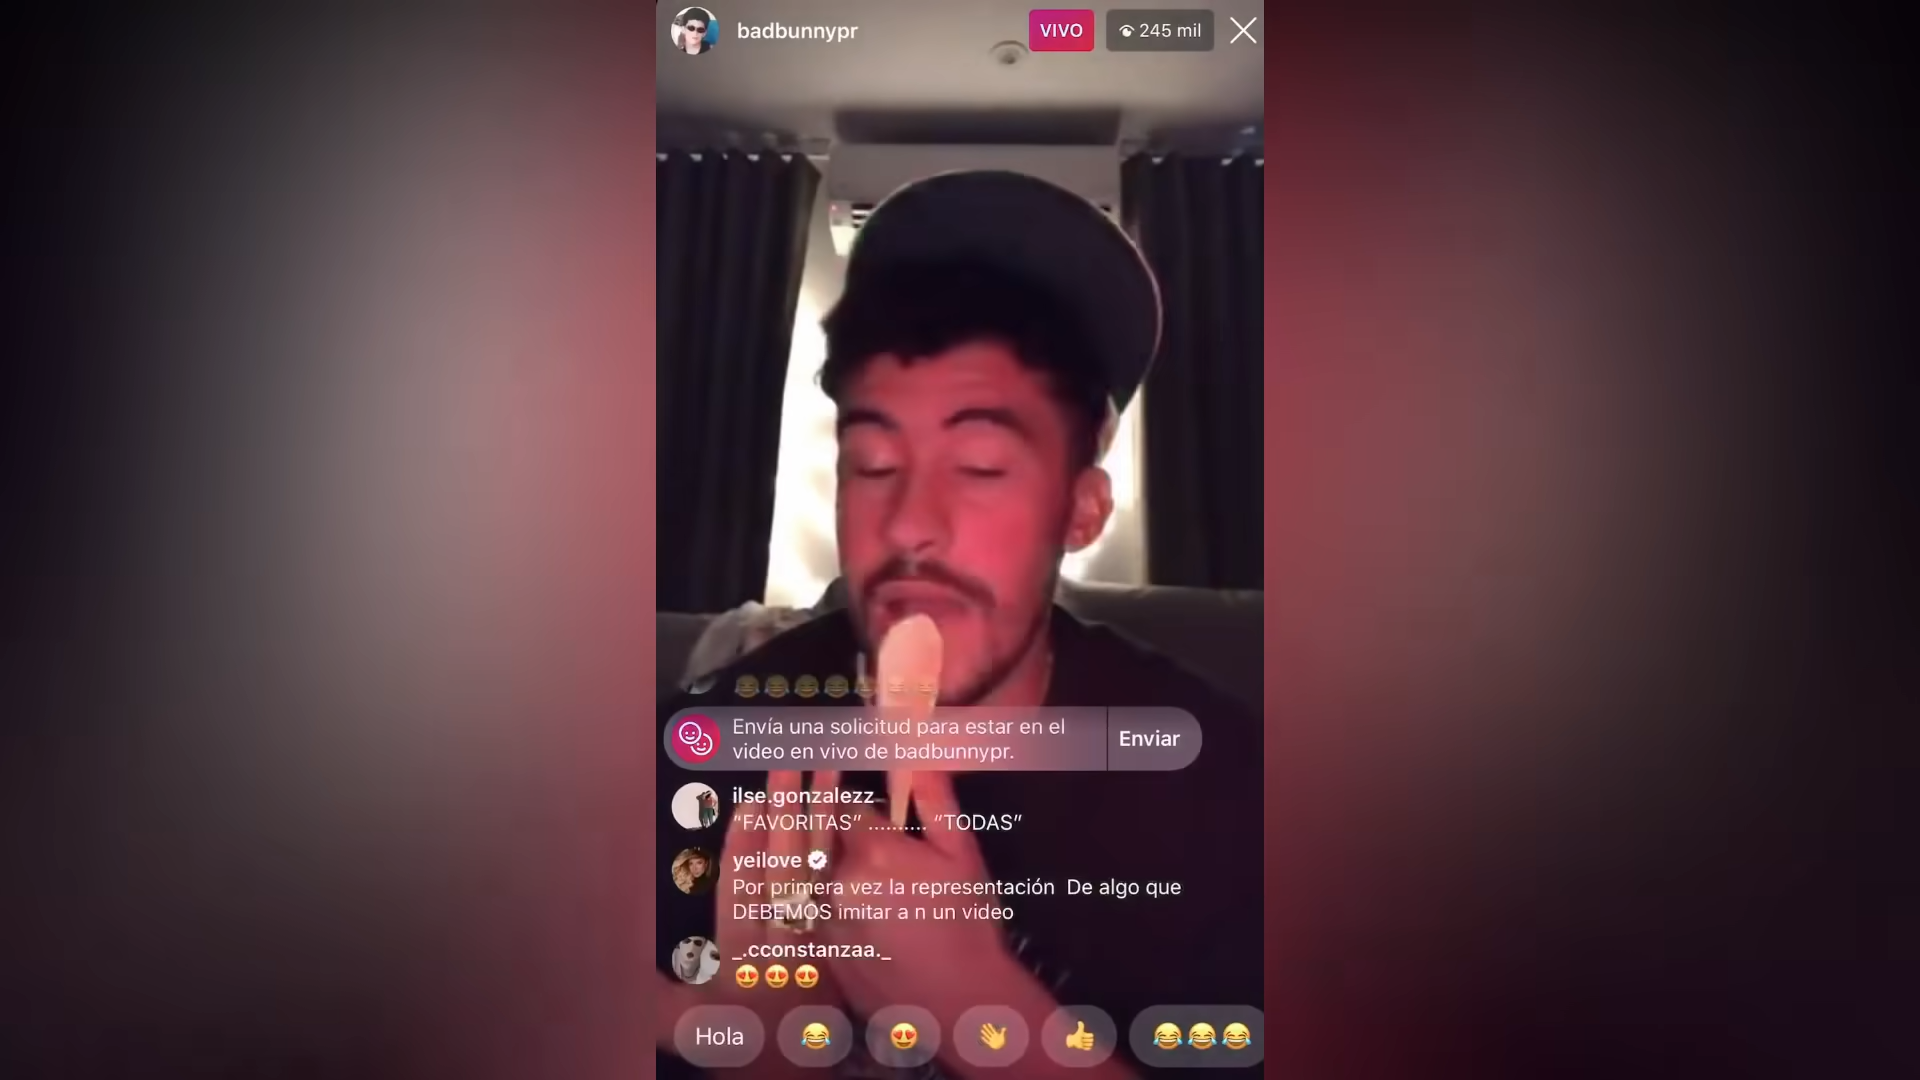 badbunnypr
VIVO
245 mil
Envía una solicitud para estar en el
video en vivo de badbunnypr.
Enviar
ilse.gonzalezz
“FAVORITAS” .......... “TODAS”
yeilove
Por primera vez la representación De algo que
DEBEMOS imitar a n un video
_.cconstanzaa._
Hola